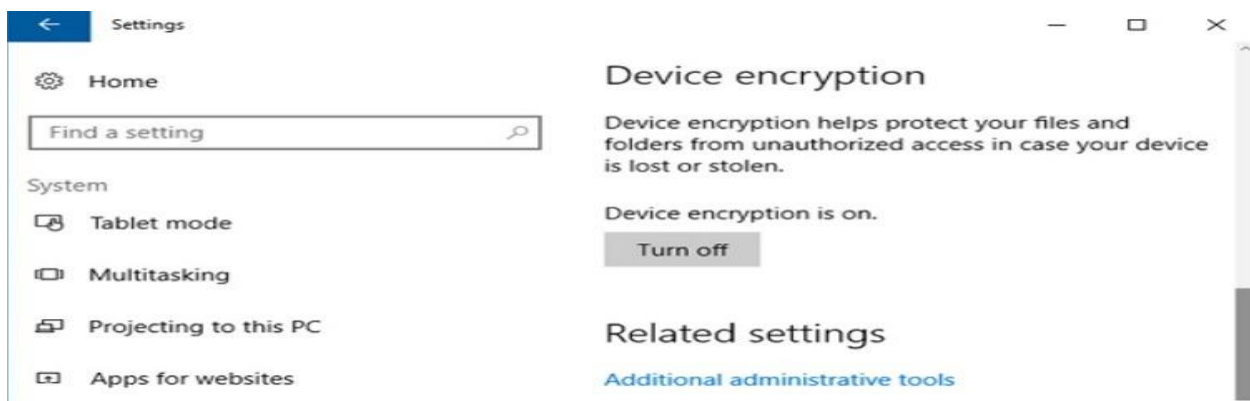 Settings
Home
Find a setting
System
Tablet mode
Multitasking
Projecting to this PC
Apps for websites
Device encryption
Device encryption helps protect your files and
folders from unauthorized access in case your device
is lost or stolen.
Device encryption is on.
Turn off
Related settings
Additional administrative tools